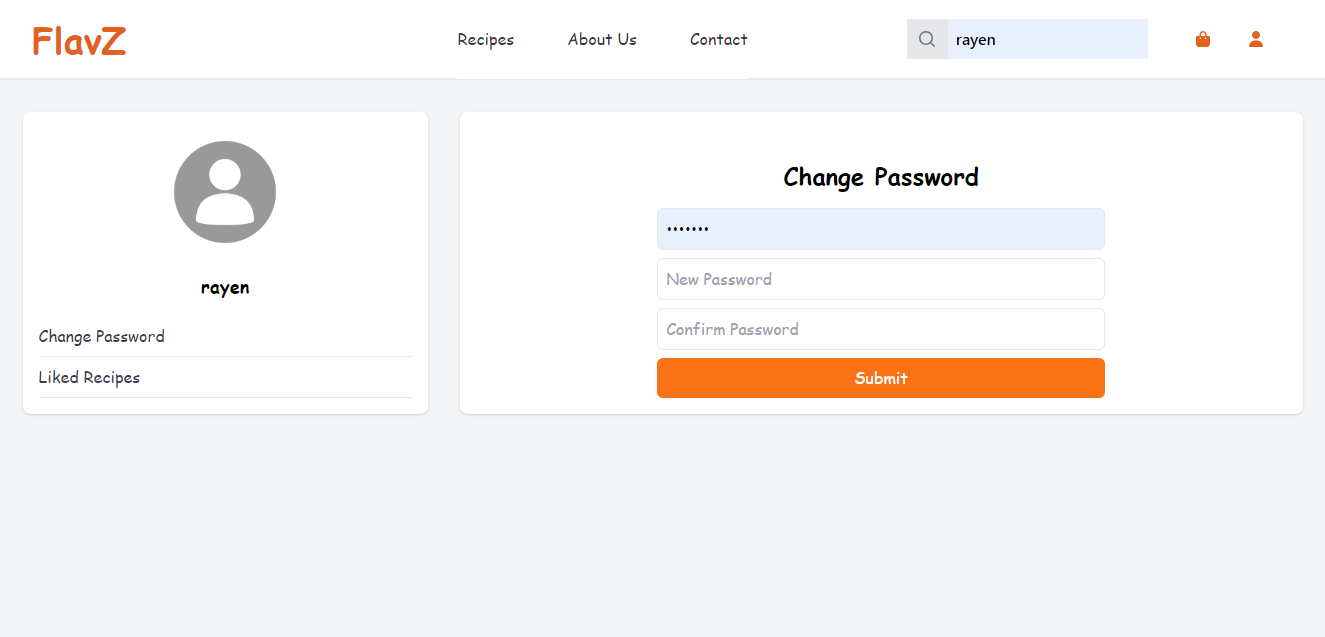 FlavZ
Recipes
About Us
Contact
rayen
rayen
Change Password
Liked Recipes
Change Password
•••••••
New Password
Confirm Password
Submit